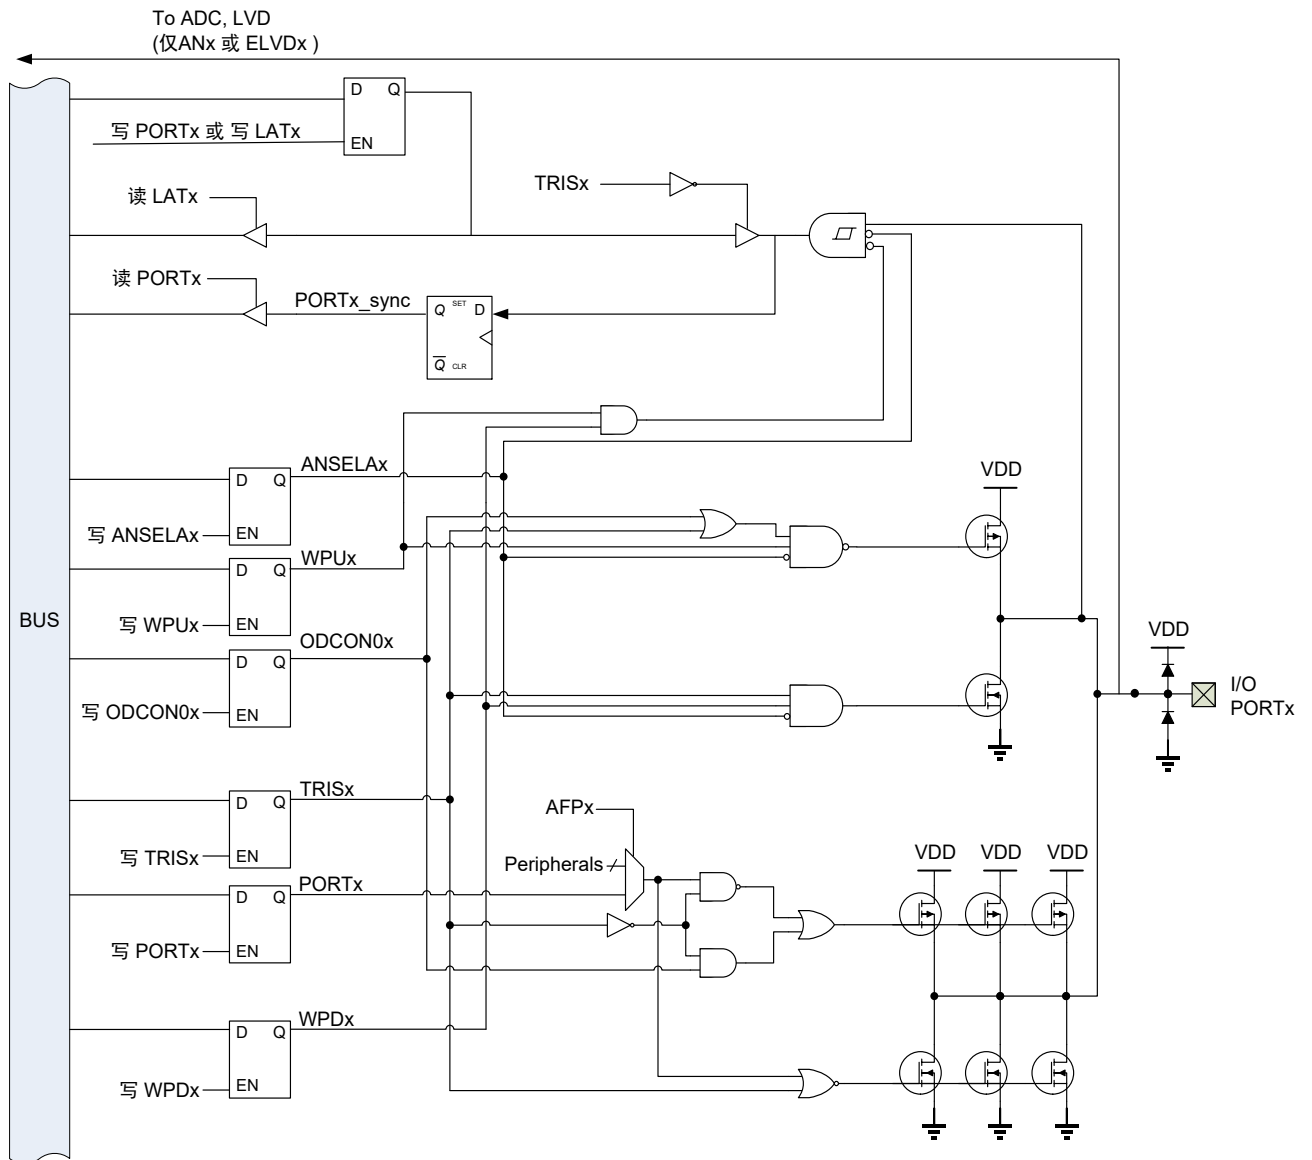 To ADC, LVD
(仅ANx 或 ELVDx )
D Q
写 PORTx 或 写 LATx
EN
读 LATx
TRISx
读 PORTx
PORTx_sync
Q SET D
Q CLR
ANSELAx
D Q
写 ANSELAx
EN
VDD
WPUx
D Q
写 WPUx
EN
BUS
ODCON0x
D Q
写 ODCON0x
EN
VDD
I/O
PORTx
TRISx
D Q
写 TRISx
EN
AFPx
Peripherals
VDD VDD VDD
PORTx
D Q
写 PORTx
EN
WPDx
D Q
写 WPDx
EN